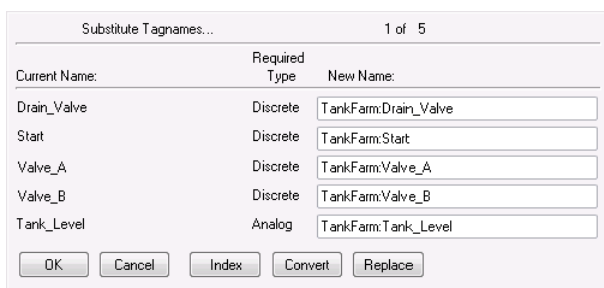 Substitute Tagnames... 1 of 5
Current Name: Required Type New Name:
Drain_Valve Discrete TankFarm:Drain_Valve
Start Discrete TankFarm:Start
Valve_A Discrete TankFarm:Valve_A
Valve_B Discrete TankFarm:Valve_B
Tank_Level Analog TankFarm:Tank_Level
OK Cancel Index Convert Replace